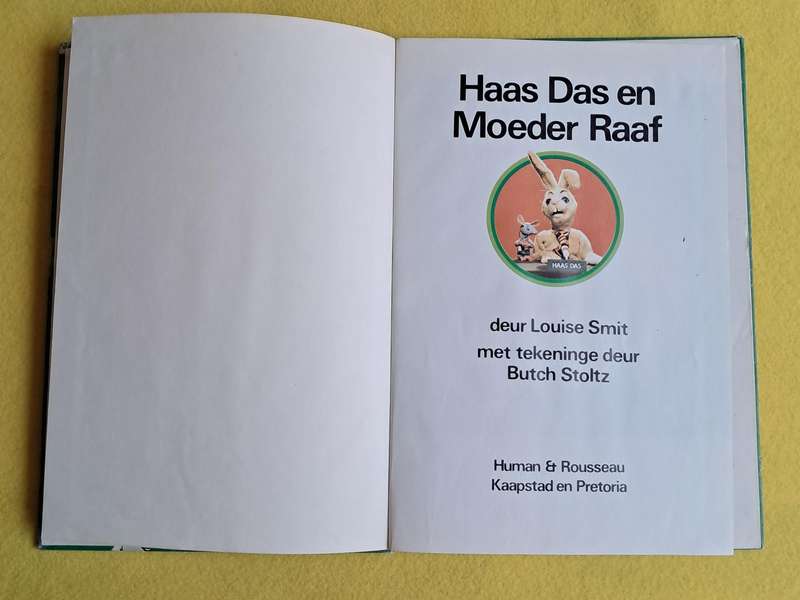 Haas Das en
Moeder Raaf
HAAS DAS
deur Louise Smit
met tekeninge deur
Butch Stoltz
Human & Rousseau
Kaapstad en Pretoria